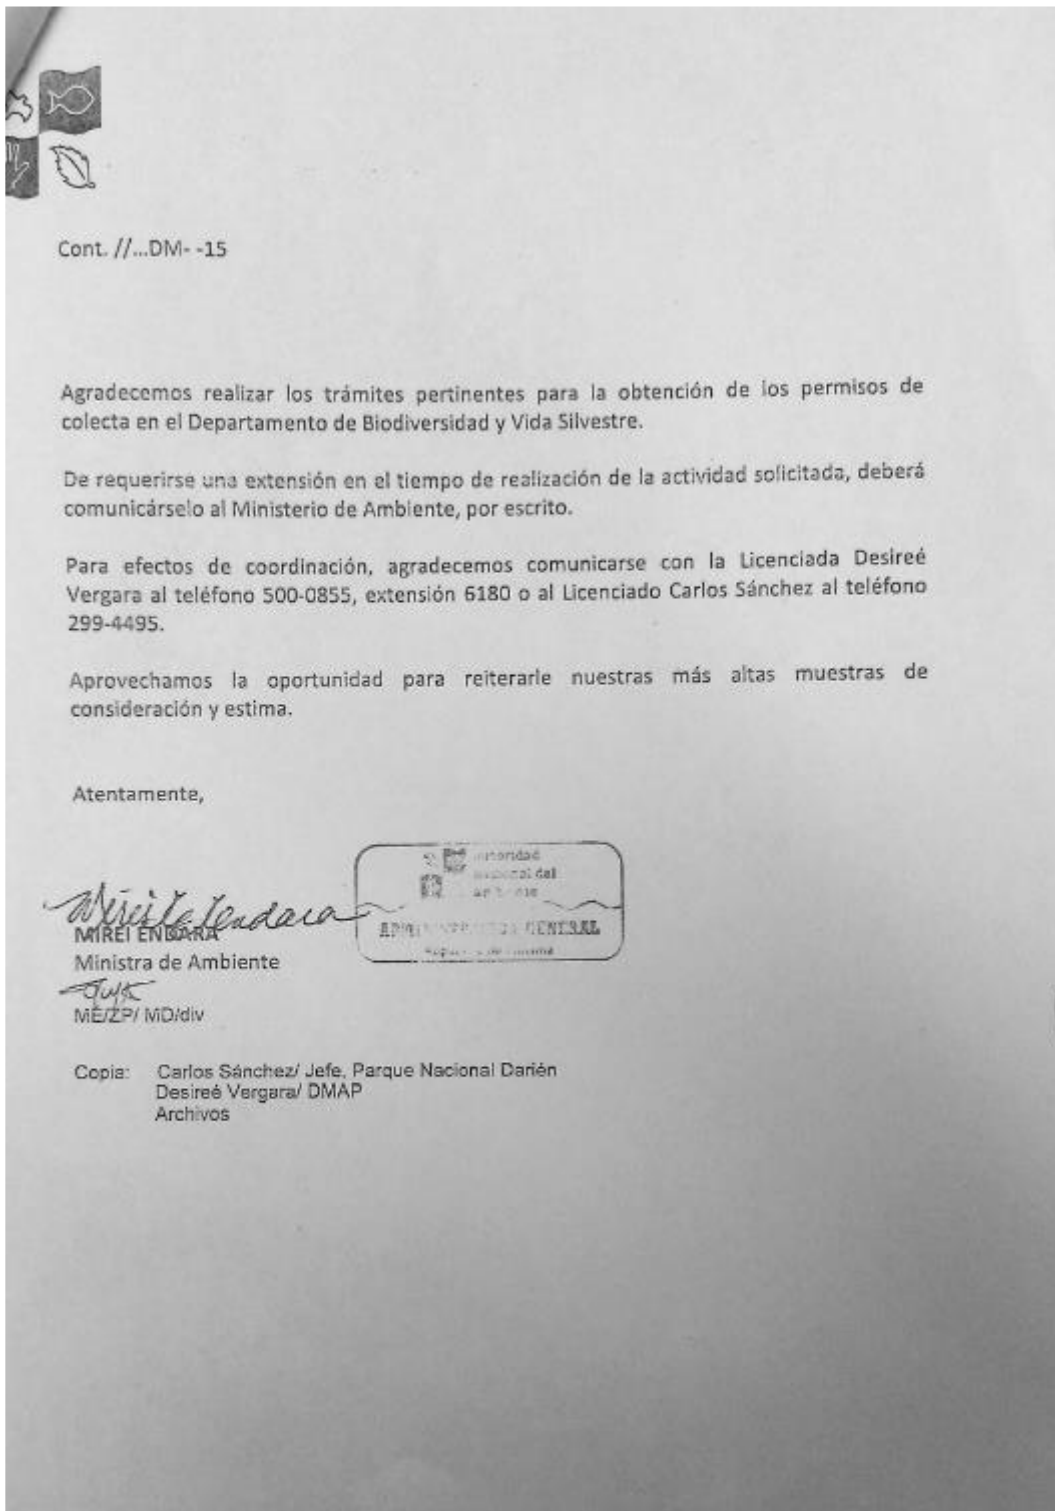 Cont. //...DM- -15
Agradecemos realizar los trámites pertinentes para la obtención de los permisos de
colecta en el Departamento de Biodiversidad y Vida Silvestre.
De requerirse una extensión en el tiempo de realización de la actividad solicitada, deberá
comunicárselo al Ministerio de Ambiente, por escrito.
Para efectos de coordinación, agradecemos comunicarse con la Licenciada Desireé
Vergara al teléfono 500-0855, extensión 6180 o al Licenciado Carlos Sánchez al teléfono
299-4495.
Aprovechamos la oportunidad para reiterarle nuestras más altas muestras de
consideración y estima.
Atentamente,
MIREI ENDARA
Ministra de Ambiente
ME/ZP/ MD/div
Copia: Carlos Sánchez/ Jefe, Parque Nacional Darién
Desireé Vergara/ DMAP
Archivos
GENERAL